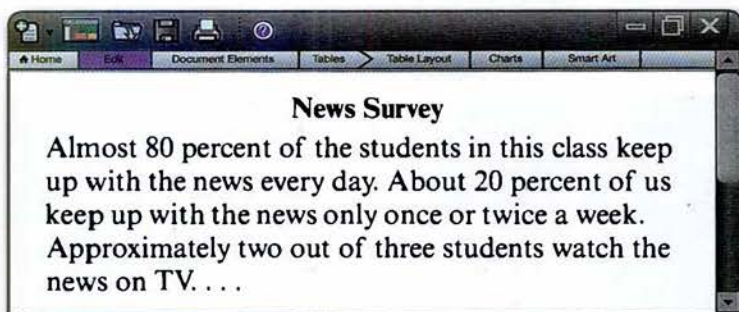 Home Edit Document Elements Tables Table Layout Charts Smart Art
News Survey
Almost 80 percent of the students in this class keep
up with the news every day. About 20 percent of us
keep up with the news only once or twice a week.
Approximately two out of three students watch the
news on TV. . . .